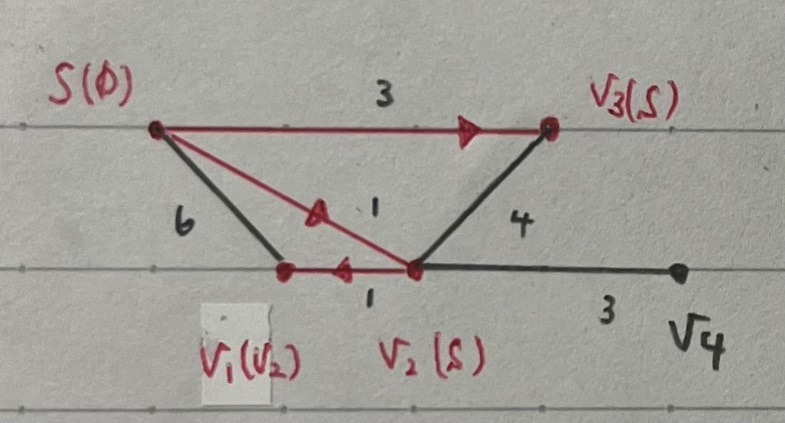 S(Φ) 3 V3(S)
6 1 4
1 3
V1(V2) V2(S) V4